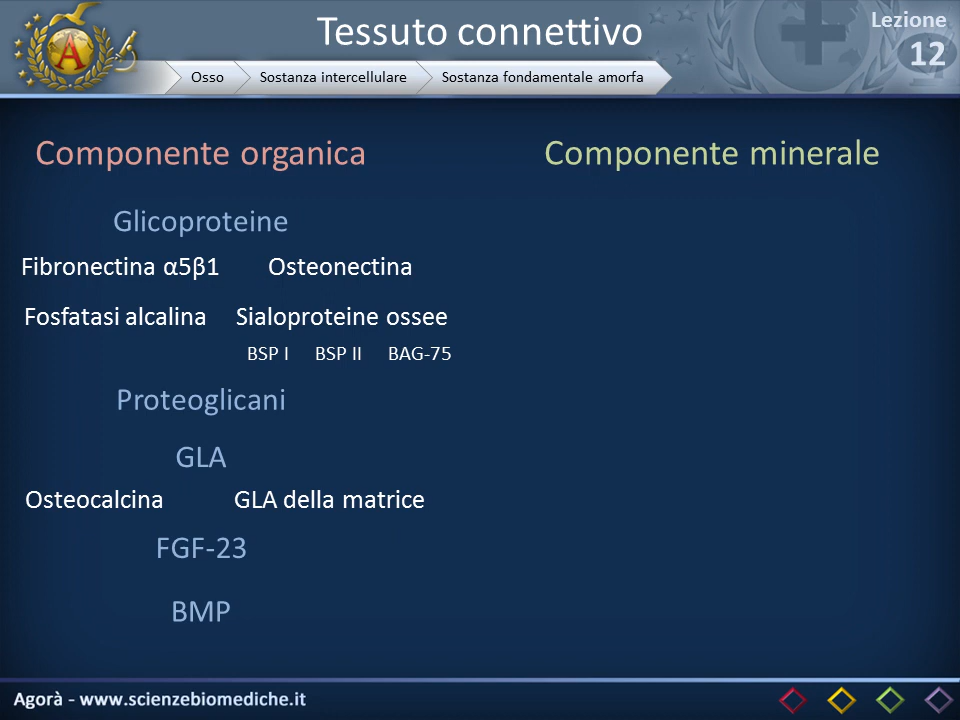 Tessuto connettivo
Lezione
12
Osso
Sostanza intercellulare
Sostanza fondamentale amorfa
Componente organica
Componente minerale
Glicoproteine
Fibronectina α5β1 Osteonectina
Fosfatasi alcalina Sialoproteine ossee
BSP I BSP II BAG-75
Proteoglicani
GLA
Osteocalcina GLA della matrice
FGF-23
BMP
Agorà - www.scienzebiomediche.it
A